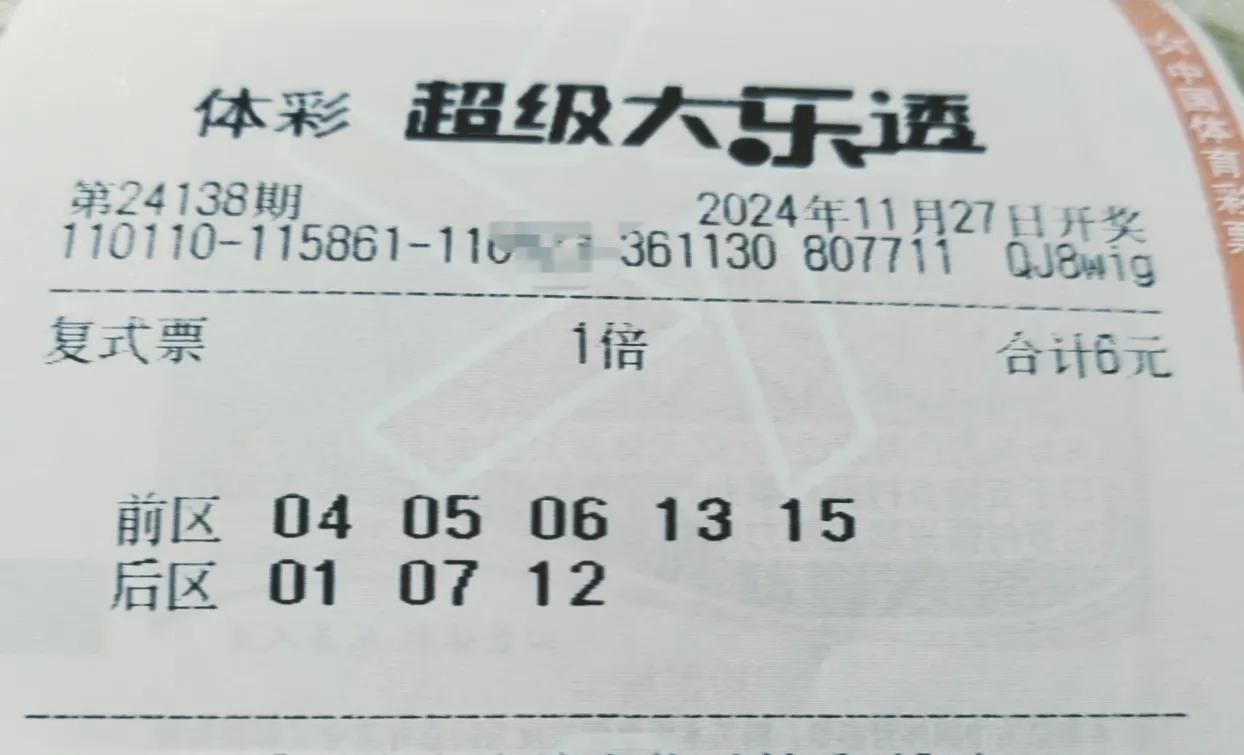 体彩 超级大乐透
第24138期 2024年11月27日开奖
110110-115861-110 -361130 807711 QJ8wig
复式票 1倍 合计6元
前区 04 05 06 13 15
后区 01 07 12
中国体育彩票